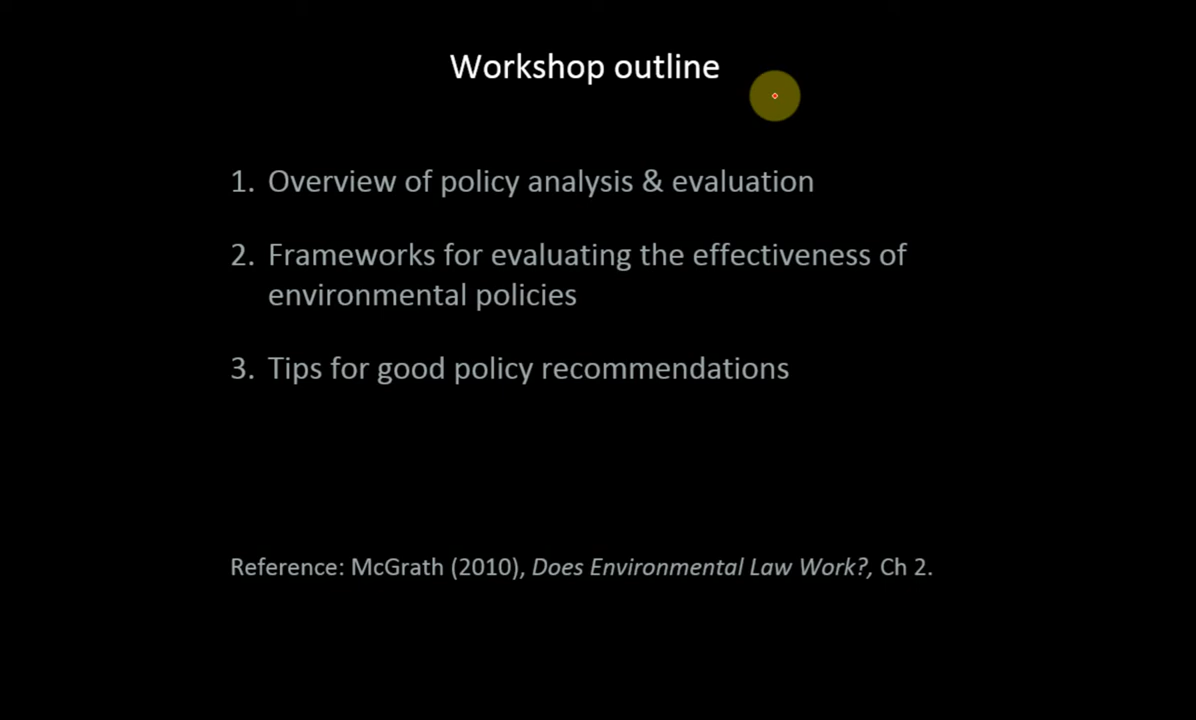 Workshop outline
1. Overview of policy analysis & evaluation
2. Frameworks for evaluating the effectiveness of
environmental policies
3. Tips for good policy recommendations
Reference: McGrath (2010), Does Environmental Law Work?, Ch 2.